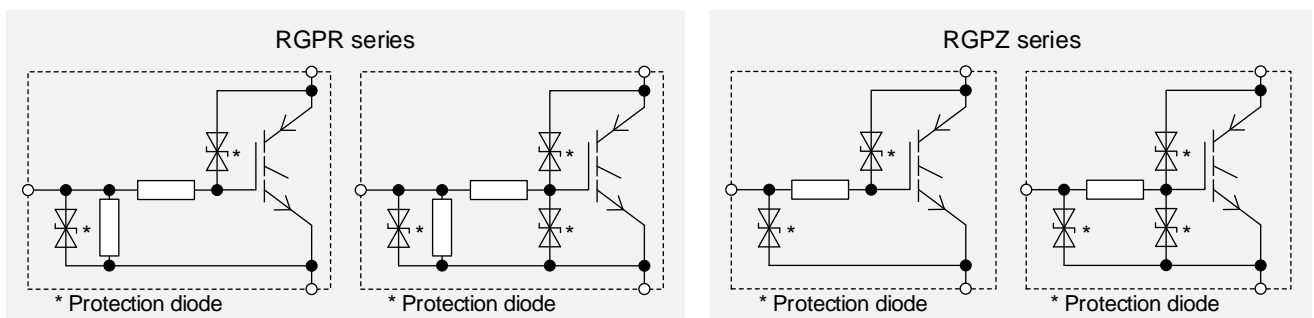 RGPR series
RGPZ series
*
*
*
*
*
*
*
*
*
*
* Protection diode
* Protection diode
* Protection diode
* Protection diode